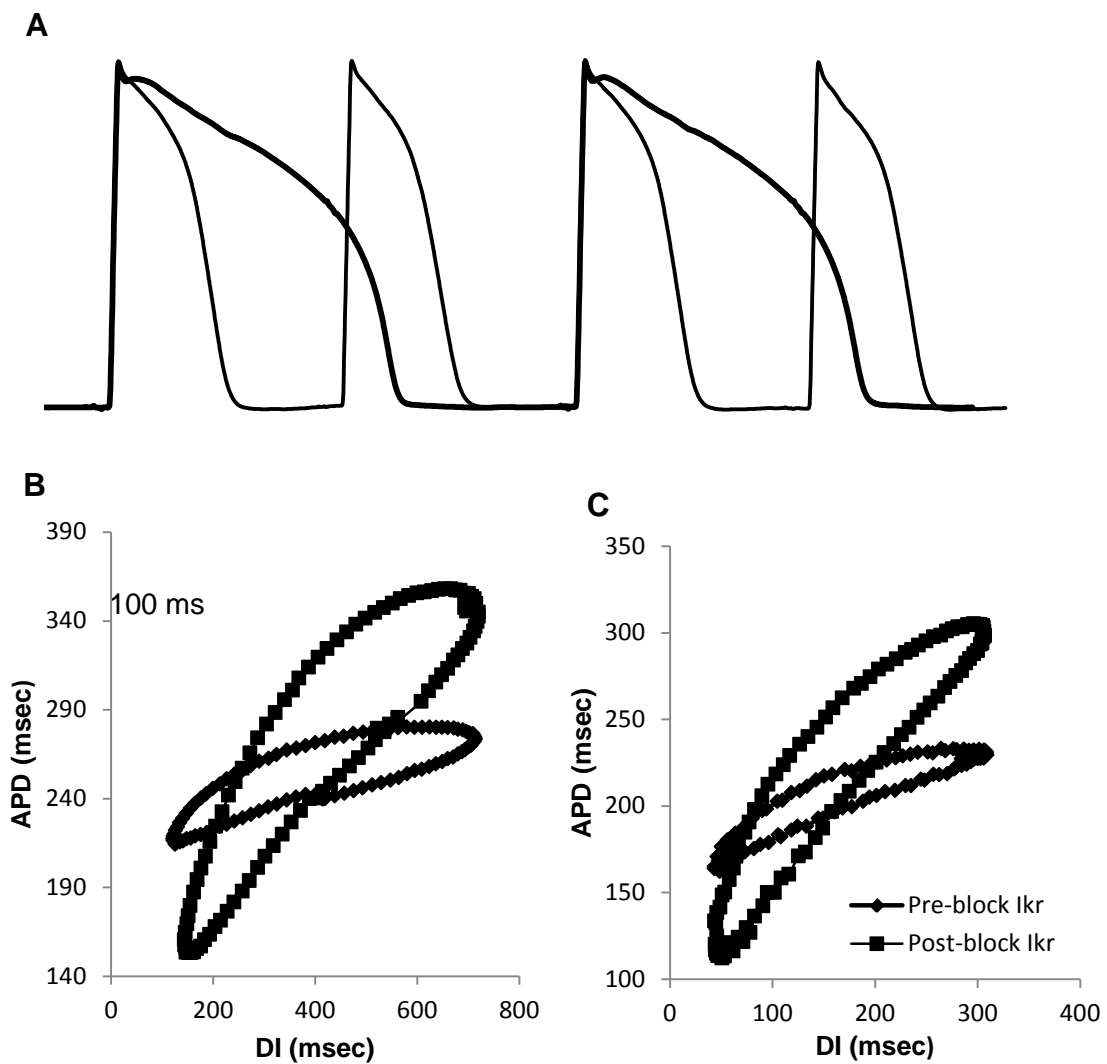 A
B
390
340
290
240
190
140
100 ms
APD (msec)
0 200 400 600 800
DI (msec)
C
350
300
250
200
150
100
APD (msec)
Pre-block Ikr
Post-block Ikr
0 100 200 300 400
DI (msec)